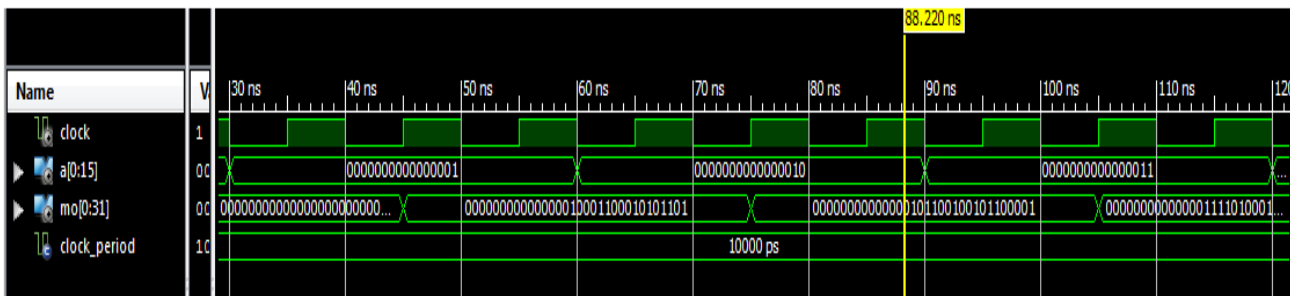 88.220 ns
Name
30 ns
40 ns
50 ns
60 ns
70 ns
80 ns
90 ns
100 ns
110 ns
clock
1
a[0:15]
0000000000000001
0000000000000010
0000000000000011
...
mo[0:31]
00000000000000010001100010101101
00000000000000101100100101100001
000000000000001111010001...
clock_period
10000 ps